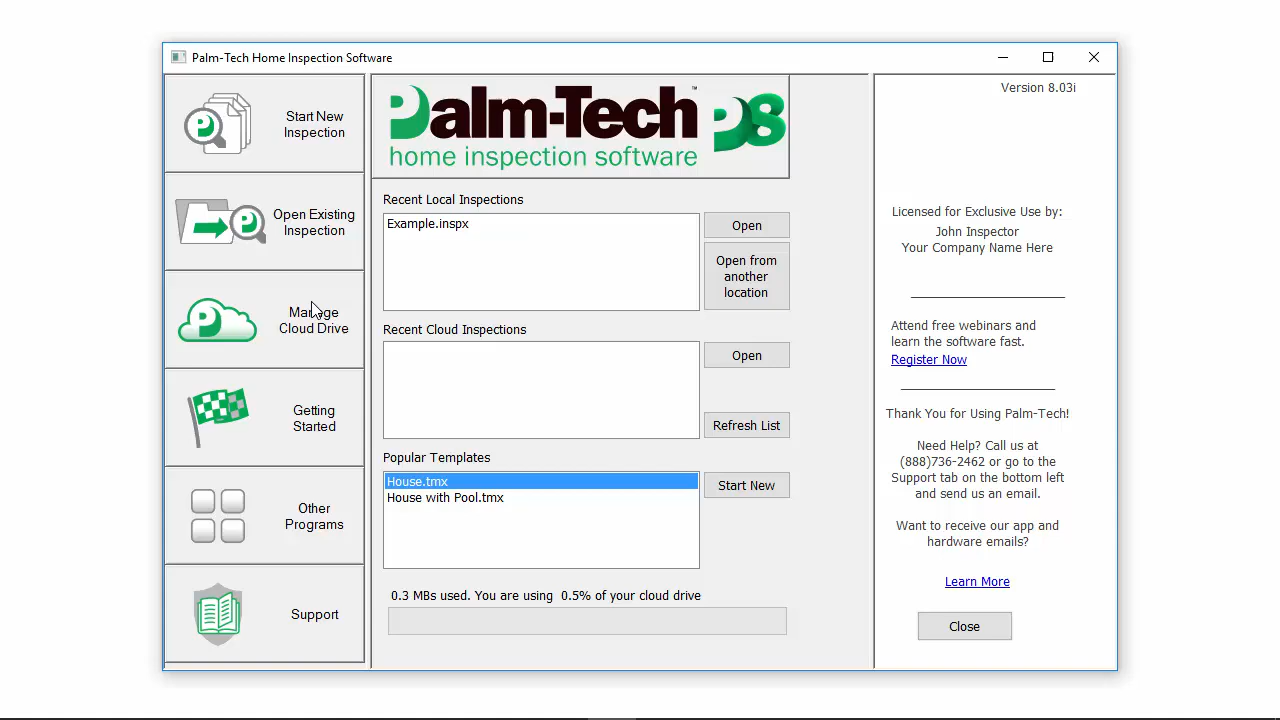 Palm-Tech Home Inspection Software
Start New
Inspection
Open Existing
Inspection
Manage
Cloud Drive
Getting
Started
Other
Programs
Support
Palm-Tech™ P8
home inspection software
Recent Local Inspections
Example.inspx
Open
Open from
another
location
Recent Cloud Inspections
Open
Refresh List
Popular Templates
House.tmx
House with Pool.tmx
Start New
0.3 MBs used. You are using 0.5% of your cloud drive
Version 8.03i
Licensed for Exclusive Use by:
John Inspector
Your Company Name Here
Attend free webinars and
learn the software fast.
Register Now
Thank You for Using Palm-Tech!
Need Help? Call us at
(888)736-2462 or go to the
Support tab on the bottom left
and send us an email.
Want to receive our app and
hardware emails?
Learn More
Close